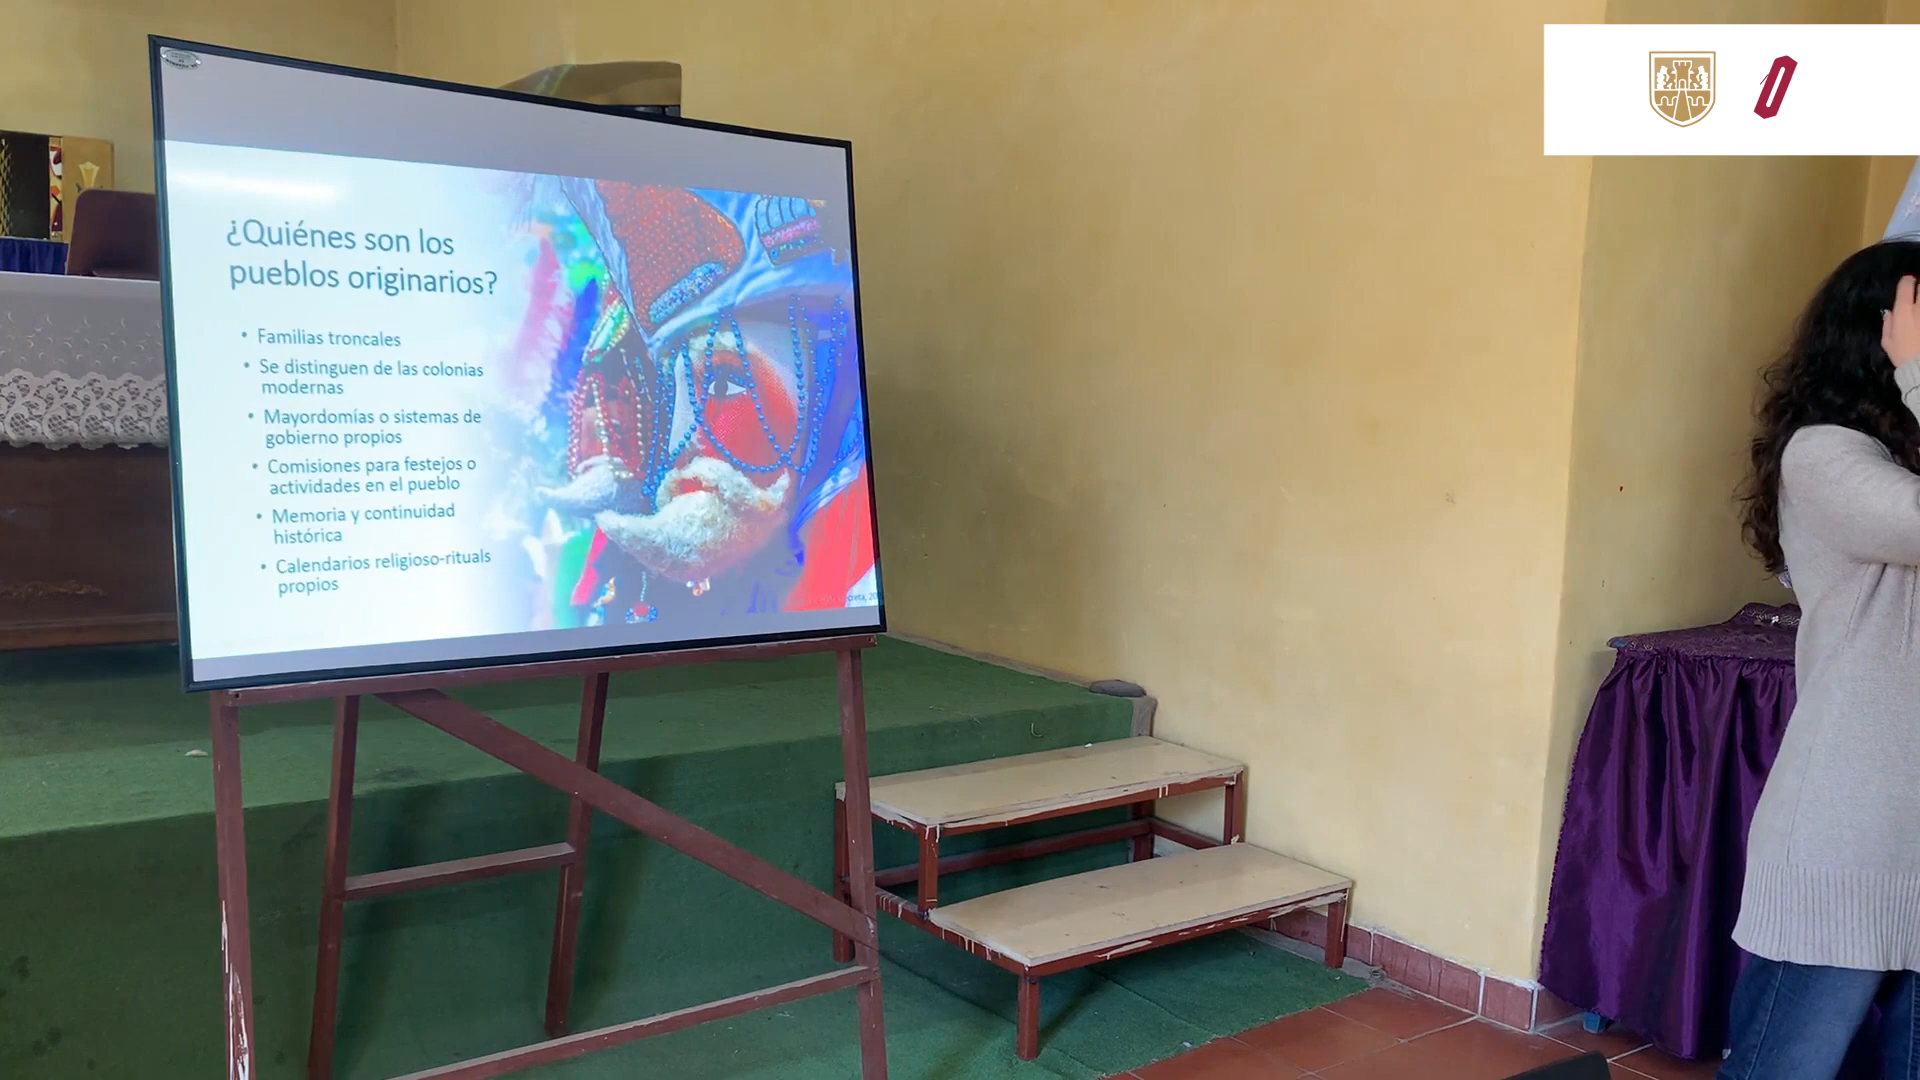 ¿Quiénes son los
pueblos originarios?
• Familias troncales
• Se distinguen de las colonias
modernas
• Mayordomías o sistemas de
gobierno propios
• Comisiones para festejos o
actividades en el pueblo
• Memoria y continuidad
histórica
• Calendarios religioso-rituals
propios